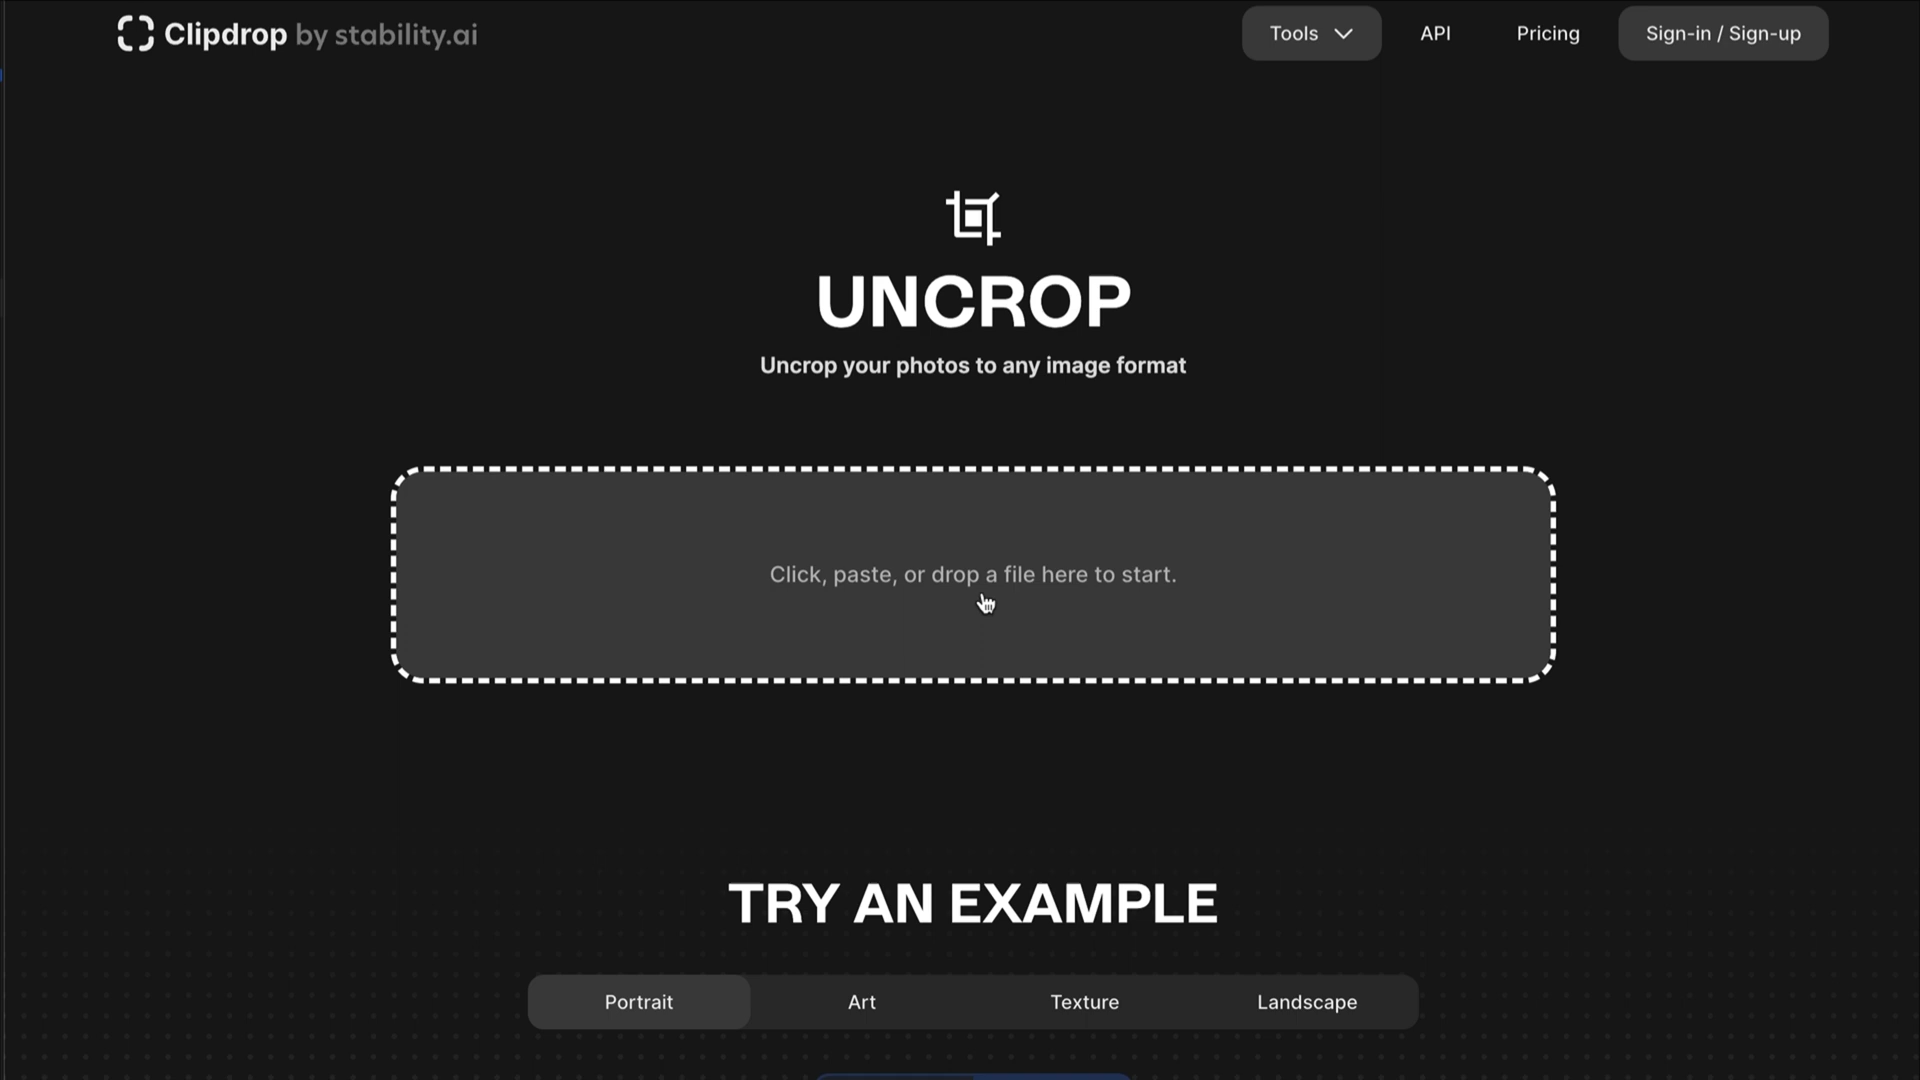 Clipdrop by stability.ai
Tools
API
Pricing
Sign-in / Sign-up
UNCROP
Uncrop your photos to any image format
Click, paste, or drop a file here to start.
TRY AN EXAMPLE
Portrait
Art
Texture
Landscape